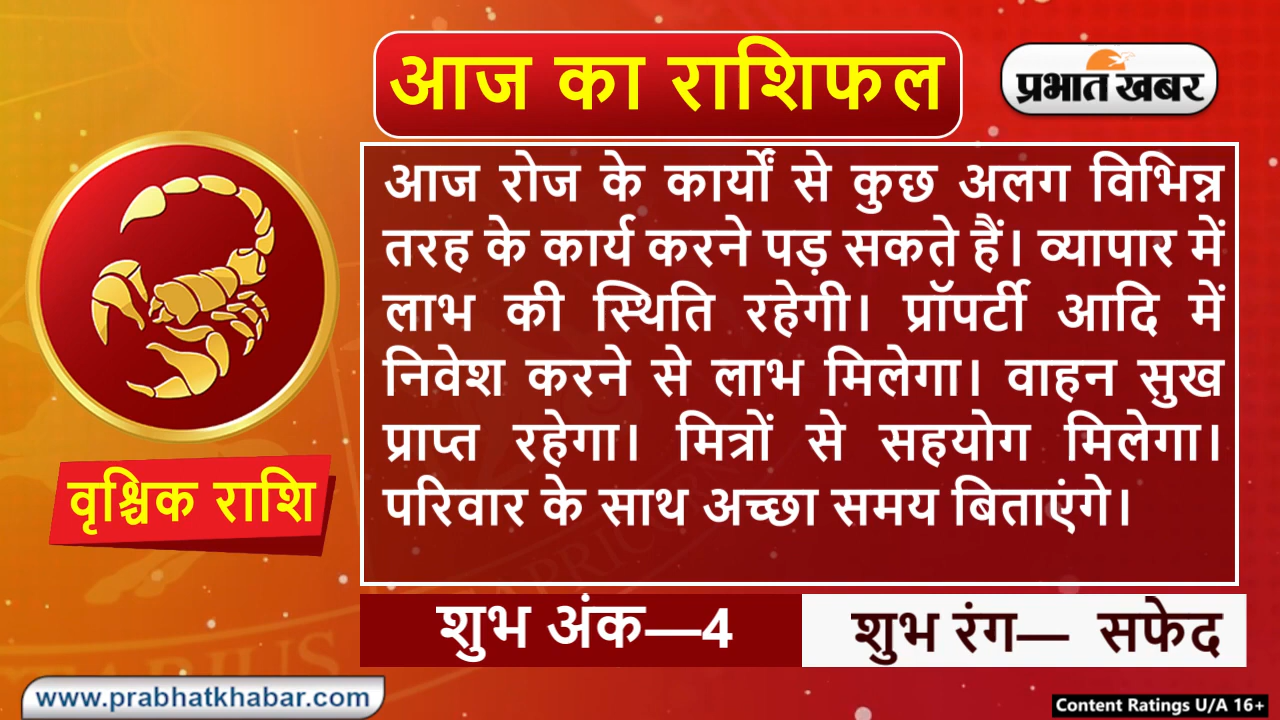 आज का राशिफल
प्रभात खबर
आज रोज के कार्यों से कुछ अलग विभिन्न
तरह के कार्य करने पड़ सकते हैं। व्यापार में
लाभ की स्थिति रहेगी। प्रॉपर्टी आदि में
निवेश करने से लाभ मिलेगा। वाहन सुख
प्राप्त रहेगा। मित्रों से सहयोग मिलेगा।
परिवार के साथ अच्छा समय बिताएंगे।
वृश्चिक राशि
शुभ अंक—4
शुभ रंग— सफेद
www.prabhatkhabar.com
Content Ratings U/A 16+